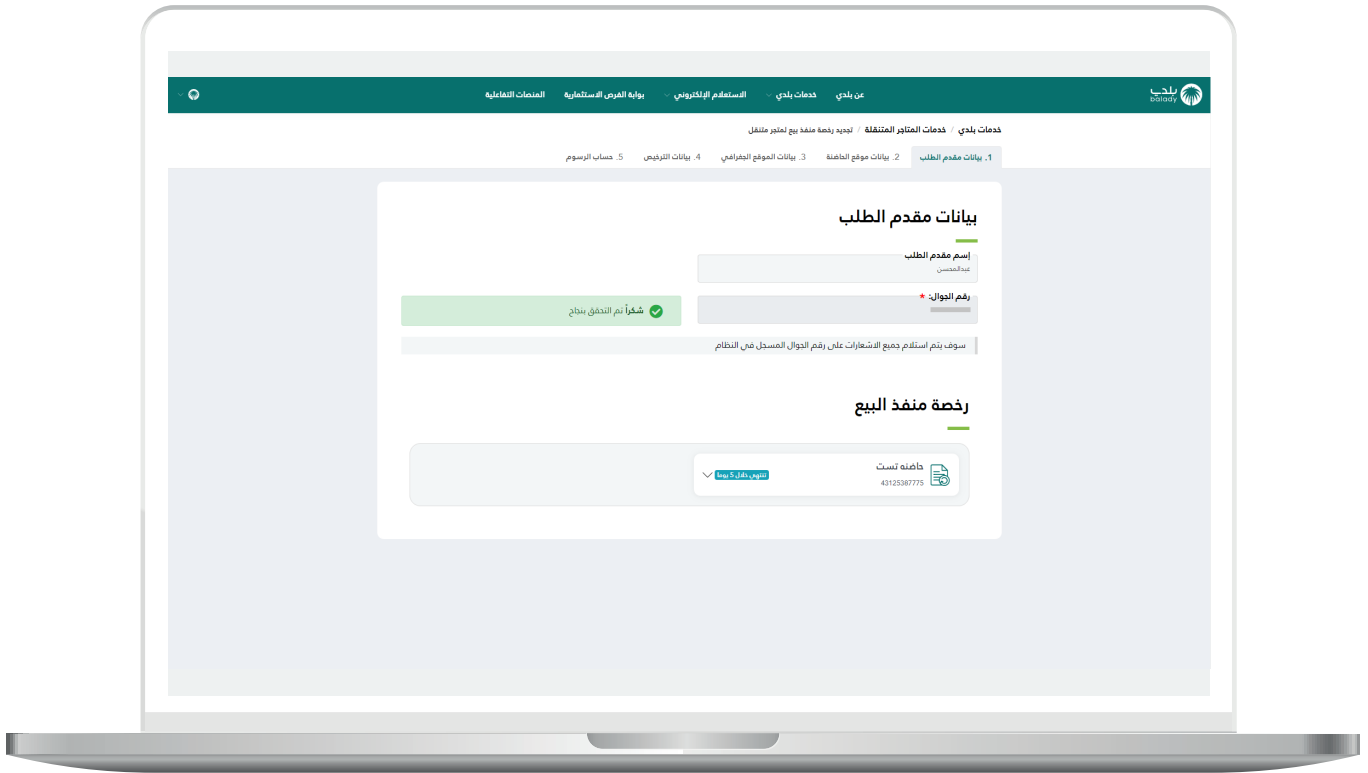 بلدي
balady
عن بلدي
خدمات بلدي
الاستعلام الإلكتروني
بوابة الفرص الاستثمارية
المنصات التفاعلية
خدمات بلدي / خدمات المتاجر المتنقلة / تجديد رخصة منفذ بيع لمتجر متنقل
1. بيانات مقدم الطلب
2. بيانات موقع الحاضنة
3. بيانات الموقع الجغرافي
4. بيانات الترخيص
5. حساب الرسوم
بيانات مقدم الطلب
إسم مقدم الطلب
عبدالمحسن
رقم الجوال: *
شكراً تم التحقق بنجاح
سوف يتم استلام جميع الاشعارات على رقم الجوال المسجل في النظام
رخصة منفذ البيع
حاضنه تست
تنتهي خلال 5 يوما
43125387775